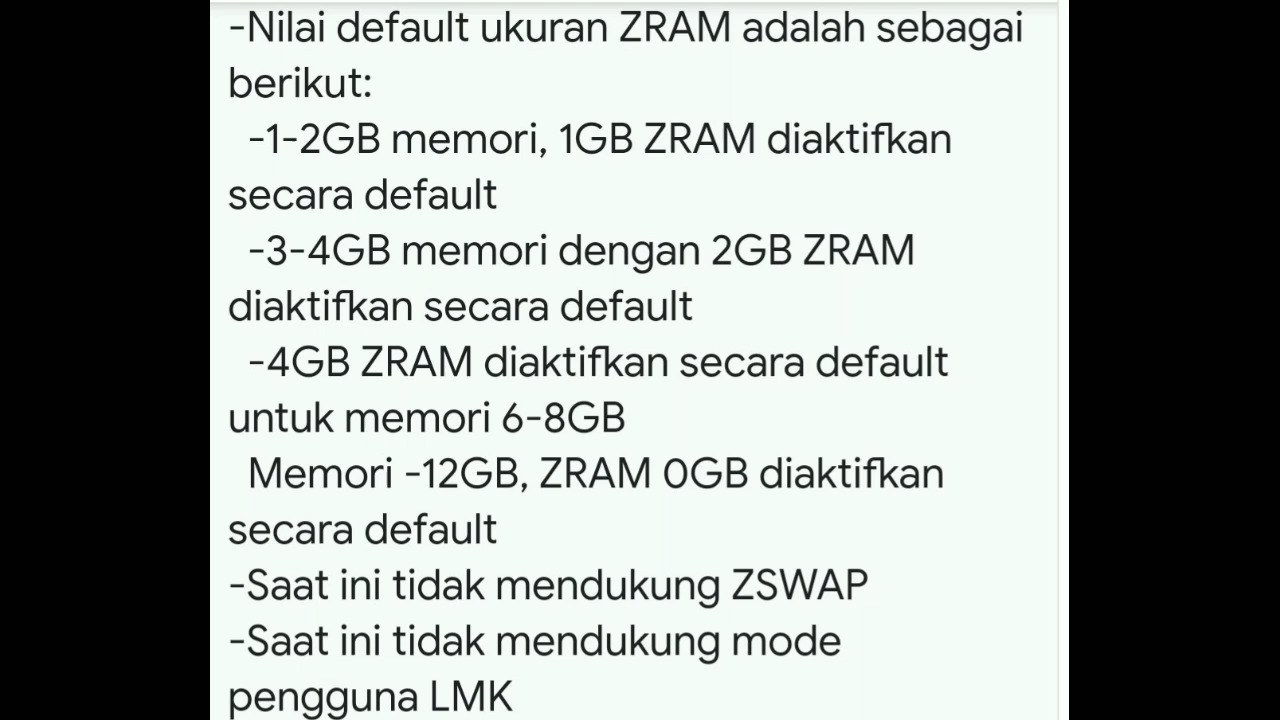 -Nilai default ukuran ZRAM adalah sebagai
berikut:
-1-2GB memori, 1GB ZRAM diaktifkan
secara default
-3-4GB memori dengan 2GB ZRAM
diaktifkan secara default
-4GB ZRAM diaktifkan secara default
untuk memori 6-8GB
Memori -12GB, ZRAM 0GB diaktifkan
secara default
-Saat ini tidak mendukung ZSWAP
-Saat ini tidak mendukung mode
pengguna LMK